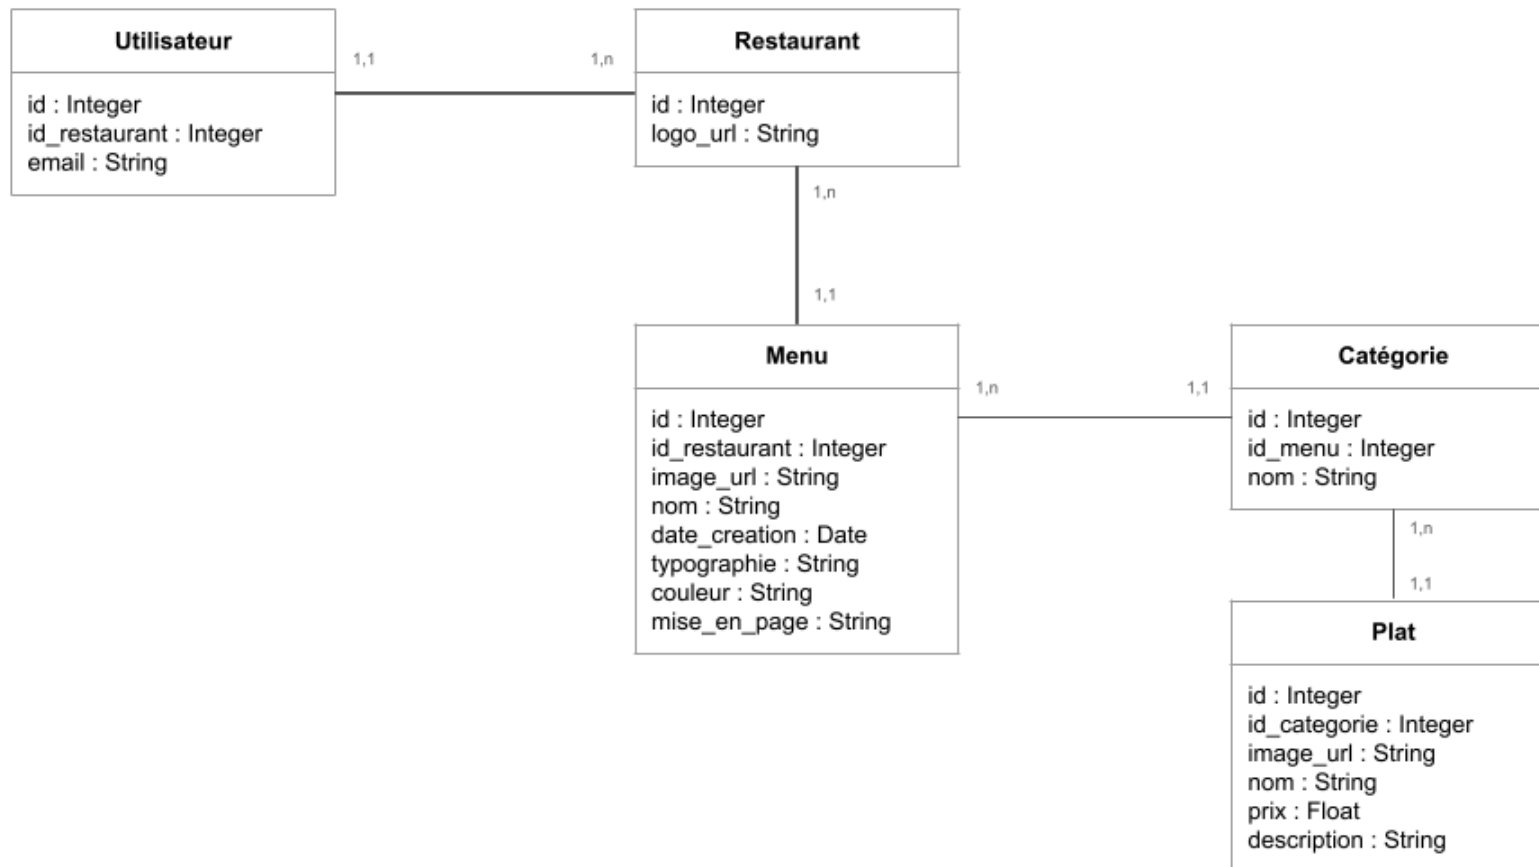 Utilisateur
id : Integer
id_restaurant : Integer
email : String
1,1
1,n
Restaurant
id : Integer
logo_url : String
1,n
1,1
Menu
id : Integer
id_restaurant : Integer
image_url : String
nom : String
date_creation : Date
typographie : String
couleur : String
mise_en_page : String
1,n
1,1
Catégorie
id : Integer
id_menu : Integer
nom : String
1,n
1,1
Plat
id : Integer
id_categorie : Integer
image_url : String
nom : String
prix : Float
description : String